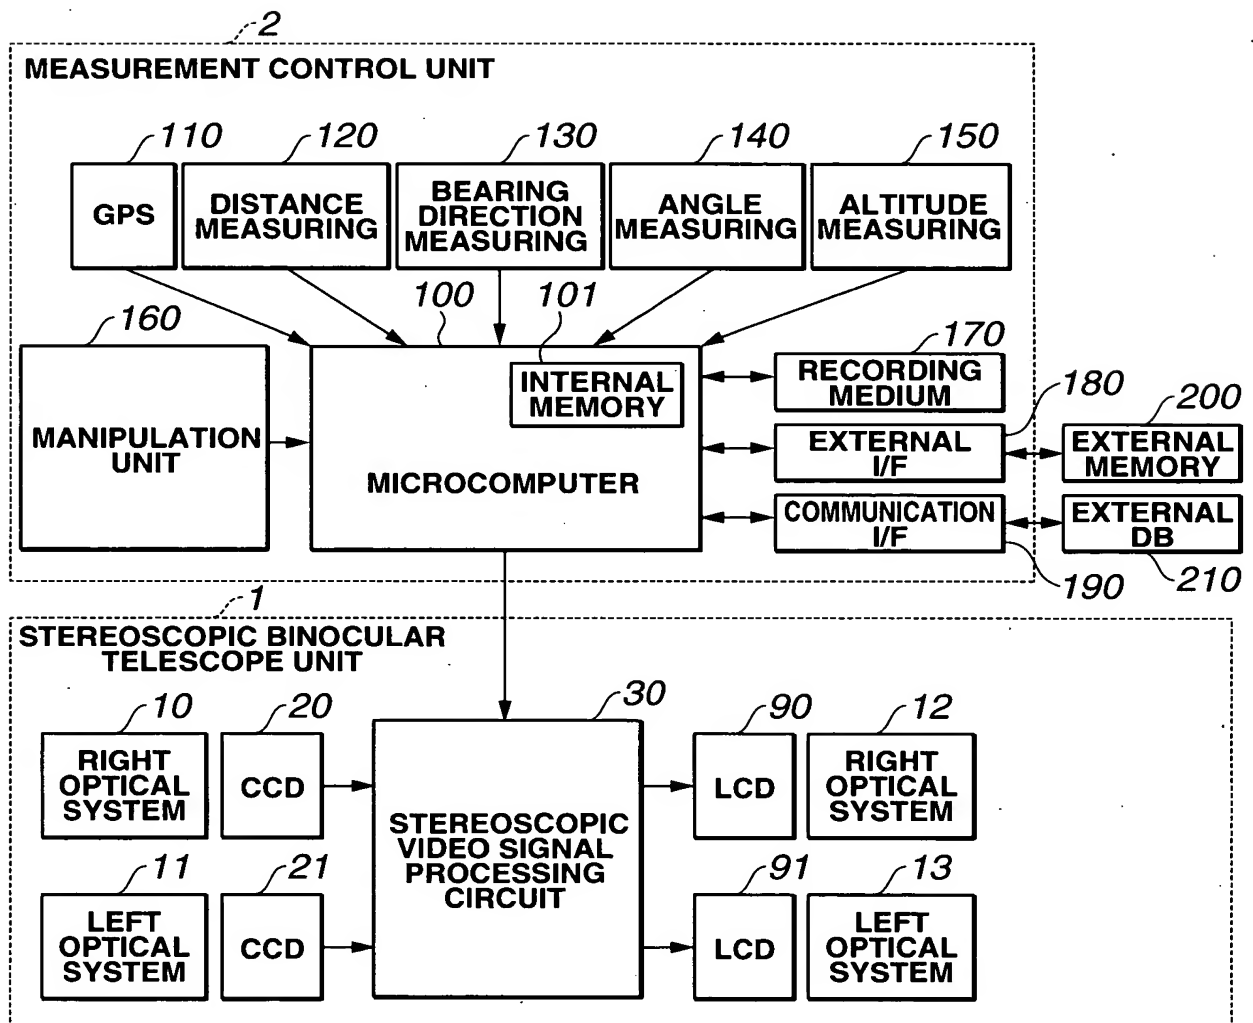 2
MEASUREMENT CONTROL UNIT
110
120
130
140
150
GPS
DISTANCE
MEASURING
BEARING
DIRECTION
MEASURING
ANGLE
MEASURING
ALTITUDE
MEASURING
160
100
101
170
180
200
MANIPULATION
UNIT
INTERNAL
MEMORY
MICROCOMPUTER
RECORDING
MEDIUM
EXTERNAL
I/F
EXTERNAL
MEMORY
COMMUNICATION
I/F
EXTERNAL
DB
190
210
1
STEREOSCOPIC BINOCULAR
TELESCOPE UNIT
10
20
30
90
12
RIGHT
OPTICAL
SYSTEM
CCD
STEREOSCOPIC
VIDEO SIGNAL
PROCESSING
CIRCUIT
LCD
RIGHT
OPTICAL
SYSTEM
11
21
91
13
LEFT
OPTICAL
SYSTEM
CCD
LCD
LEFT
OPTICAL
SYSTEM